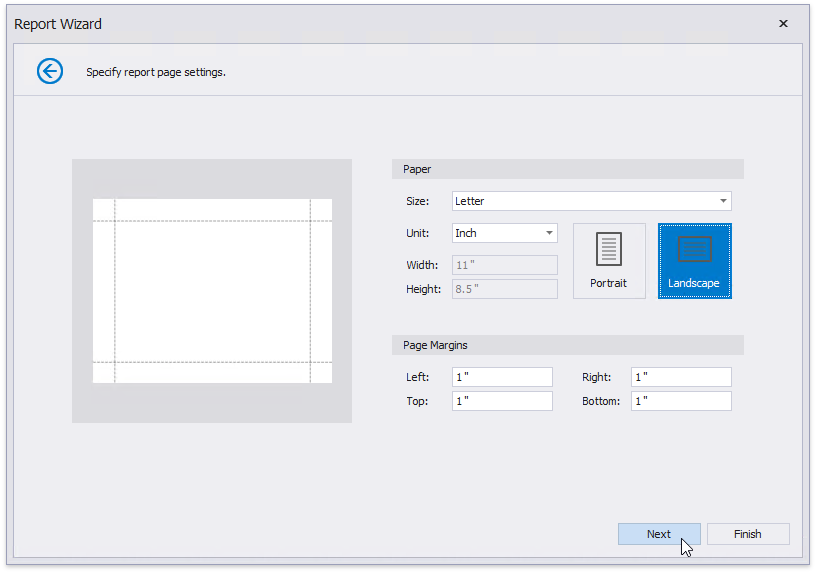 Report Wizard
Specify report page settings.
Paper
Size: Letter
Unit: Inch
Width: 11 "
Height: 8.5 "
Portrait
Landscape
Page Margins
Left: 1 " Right: 1 "
Top: 1 " Bottom: 1 "
Next Finish